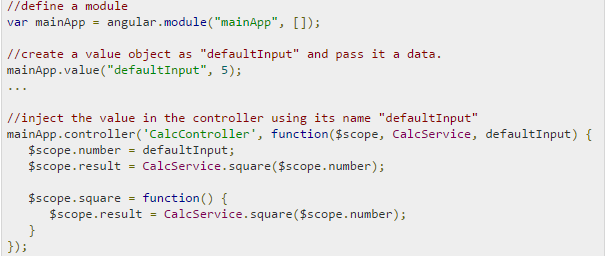 //define a module
var mainApp = angular.module("mainApp", []);

//create a value object as "defaultInput" and pass it a data.
mainApp.value("defaultInput", 5);
...

//inject the value in the controller using its name "defaultInput"
mainApp.controller('CalcController', function($scope, CalcService, defaultInput) {
   $scope.number = defaultInput;
   $scope.result = CalcService.square($scope.number);

   $scope.square = function() {
      $scope.result = CalcService.square($scope.number);
   }
});